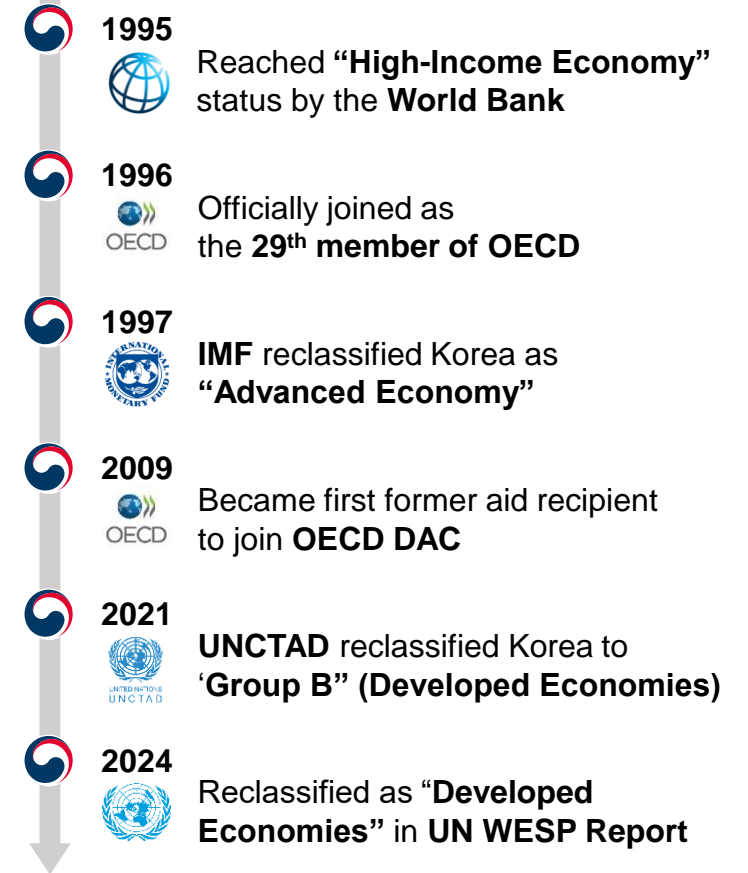 1995
Reached “High-Income Economy”
status by the World Bank
1996
OECD
Officially joined as
the 29th member of OECD
1997
INTERNATIONAL
MONETARY FUND
IMF reclassified Korea as
“Advanced Economy”
2009
OECD
Became first former aid recipient
to join OECD DAC
2021
UNITED NATIONS
UNCTAD
UNCTAD reclassified Korea to
‘Group B” (Developed Economies)
2024
Reclassified as “Developed
Economies” in UN WESP Report